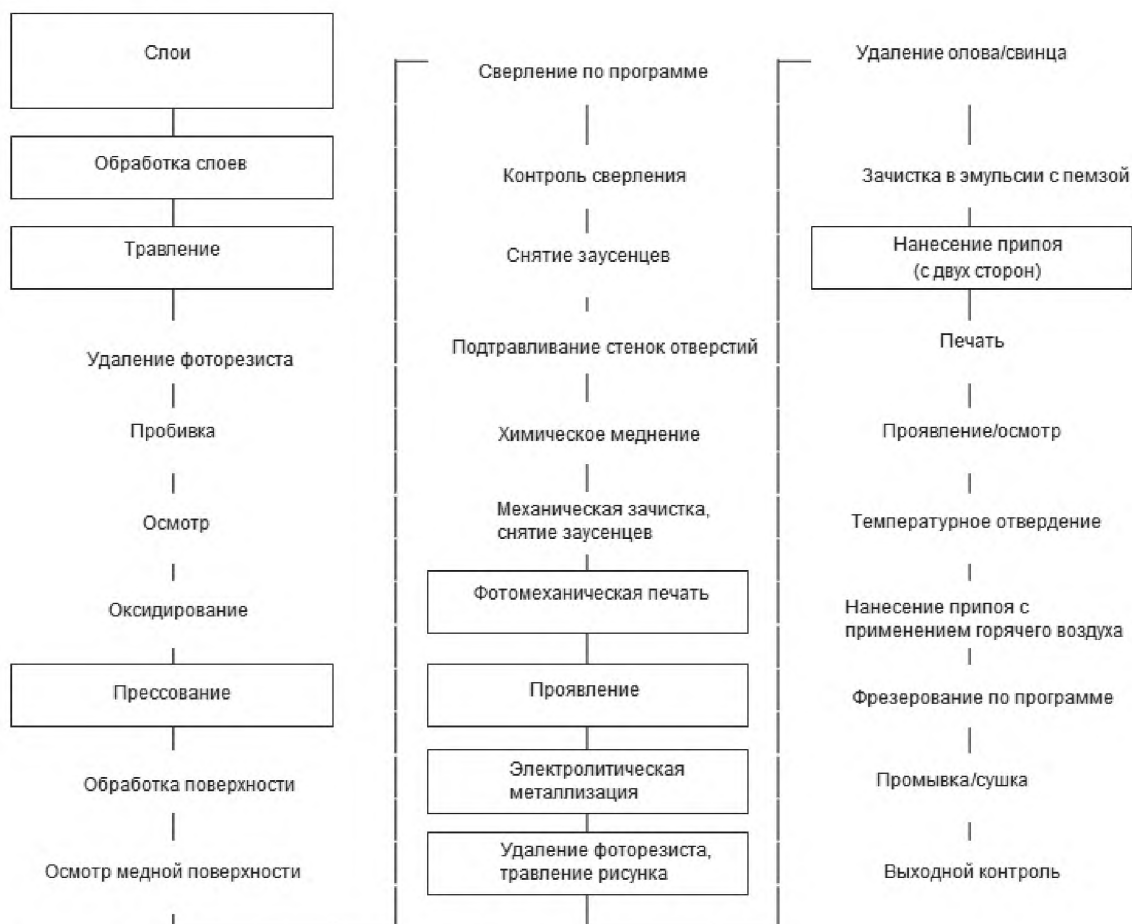 Слои
Обработка слоев
Травление
Удаление фоторезиста
Пробивка
Осмотр
Оксидирование
Прессование
Обработка поверхности
Осмотр медной поверхности
Сверление по программе
Контроль сверления
Снятие заусенцев
Подтравливание стенок отверстий
Химическое меднение
Механическая зачистка,
снятие заусенцев
Фотомеханическая печать
Проявление
Электролитическая
металлизация
Удаление фоторезиста,
травление рисунка
Удаление олова/свинца
Зачистка в эмульсии с пемзой
Нанесение припоя
(с двух сторон)
Печать
Проявление/осмотр
Температурное отвердение
Нанесение припоя с
применением горячего воздуха
Фрезерование по программе
Промывка/сушка
Выходной контроль